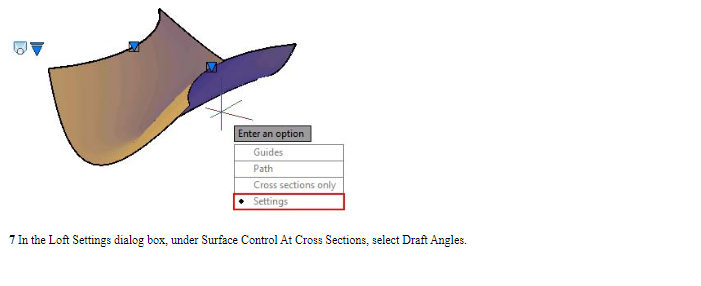 Enter an option
Guides
Path
Cross sections only
Settings
7 In the Loft Settings dialog box, under Surface Control At Cross Sections, select Draft Angles.